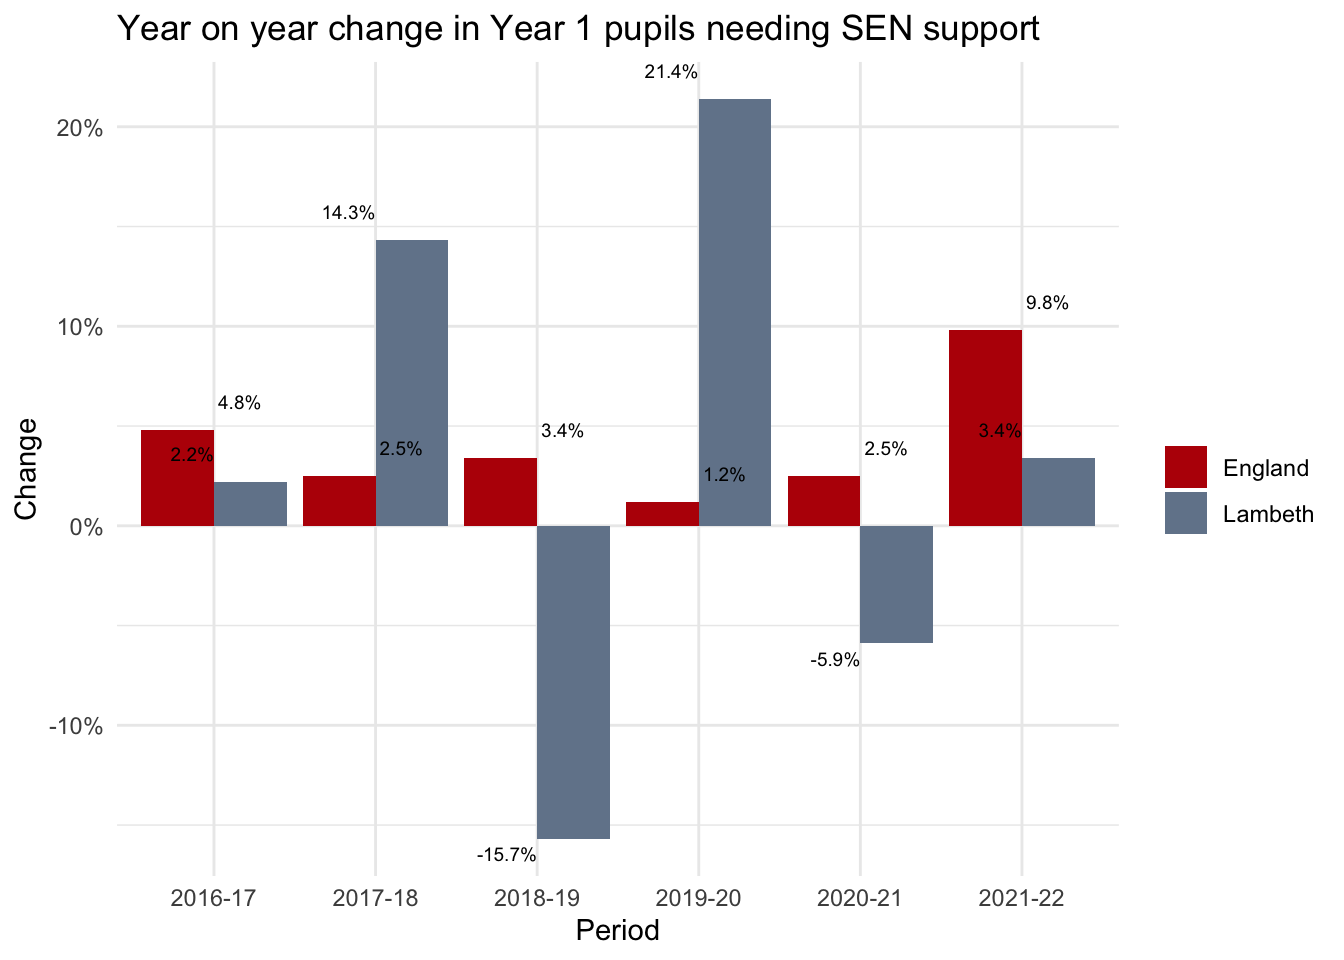 Year on year change in Year 1 pupils needing SEN support
21.4%
20%
14.3%
9.8%
10%
4.8%
3.4%
3.4%
2.2%
2.5%
2.5%
1.2%
Change
England
Lambeth
0%
-5.9%
-10%
-15.7%
2016-17 2017-18 2018-19 2019-20 2020-21 2021-22
Period